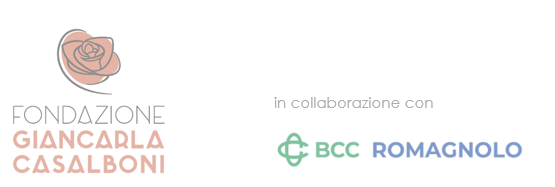 FONDAZIONE
GIANCARLA
CASALBONI
in collaborazione con
BCC ROMAGNOLO